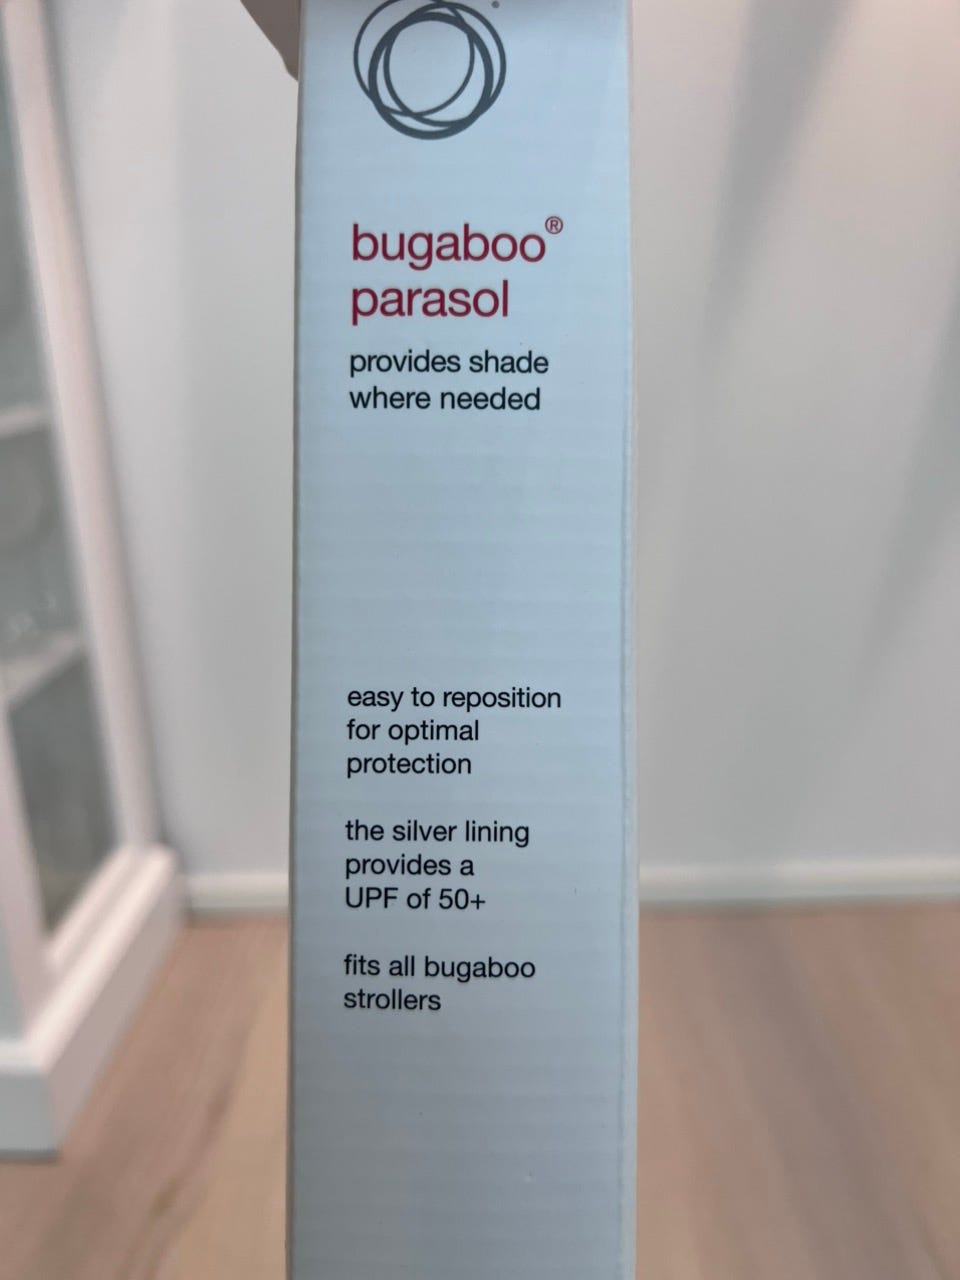 bugaboo®
parasol
provides shade
where needed
easy to reposition
for optimal
protection
the silver lining
provides a
UPF of 50+
fits all bugaboo
strollers